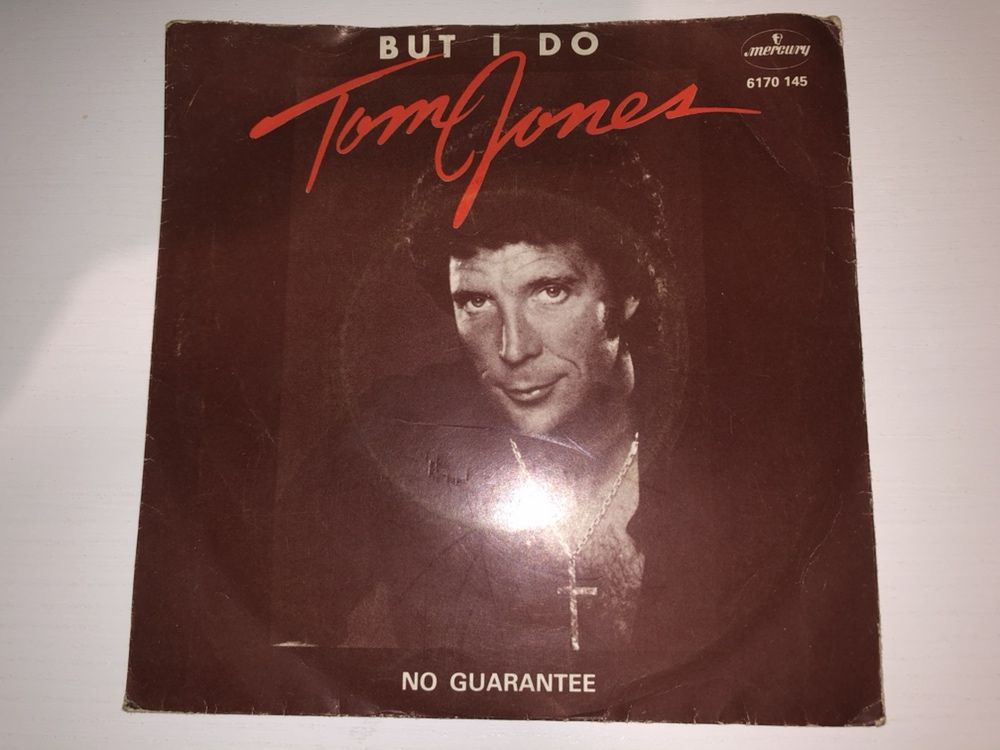 BUT I DO
mercury
6170 145
Tom Jones
NO GUARANTEE